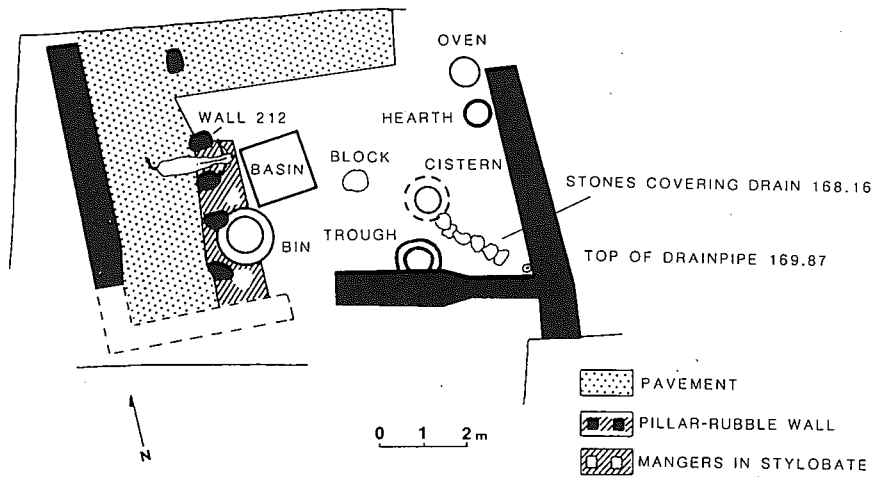 OVEN
WALL 212
HEARTH
BASIN
BLOCK
CISTERN
STONES COVERING DRAIN 168.16
BIN
TROUGH
TOP OF DRAINPIPE 169.87
PAVEMENT
PILLAR-RUBBLE WALL
MANGERS IN STYLOBATE
N
0 1 2 m